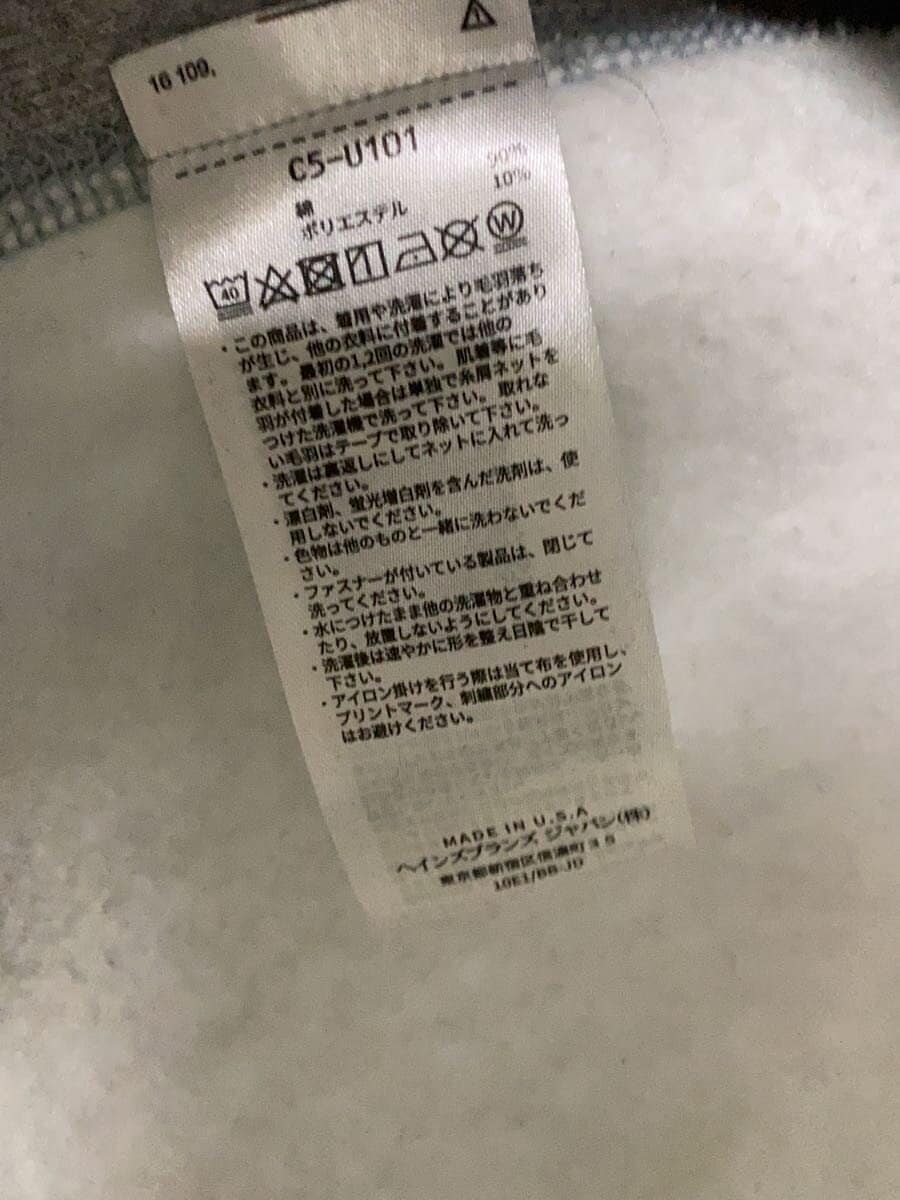 16 109.
C5-U101
綿 90%
ポリエステル 10%
40
W
・この商品は、着用や洗濯により毛羽落ち
が生じ、他の衣料に付着することがあり
ます。最初の1,2回の洗濯では他の
衣料と別に洗って下さい。肌着等に毛
羽が付着した場合は単独で糸屑ネットを
つけた洗濯機で洗って下さい。取れな
い毛羽はテープで取り除いて下さい。
・洗濯は裏返しにしてネットに入れて洗っ
てください。
・漂白剤、蛍光増白剤を含んだ洗剤は、使
用しないでください。
・色物は他のものと一緒に洗わないでくだ
さい。
・ファスナーが付いている製品は、閉じて
洗ってください。
・水につけたまま他の洗濯物と重ね合わせ
たり、放置しないようにしてください。
・洗濯後は速やかに形を整え日陰で干して
下さい。
・アイロン掛けを行う際は当て布を使用し、
プリントマーク、刺繍部分へのアイロン
はお避けください。
MADE IN U.S.A
ヘインズブランズ ジャパン(株)
東京都新宿区信濃町35
10E1/BB-JD